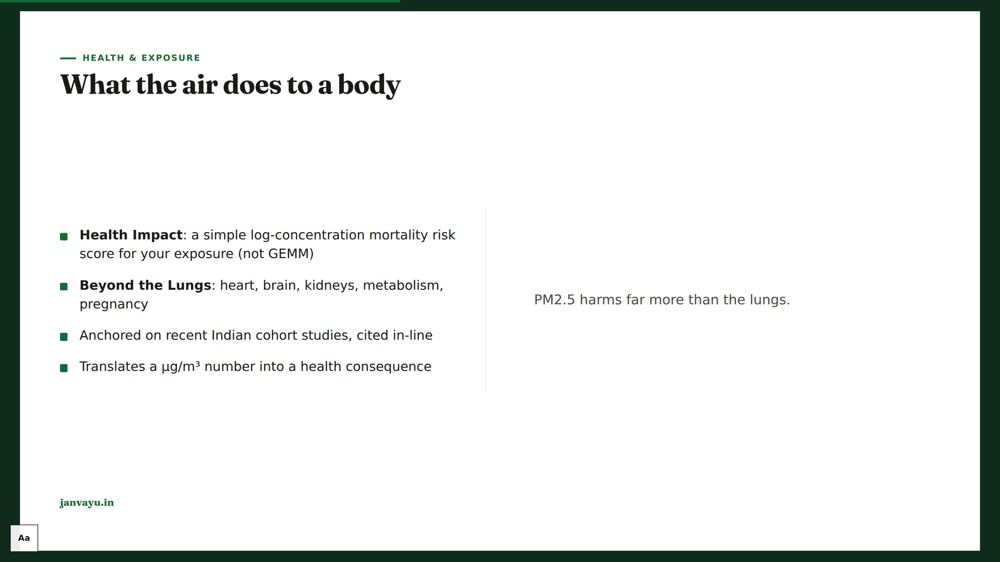 HEALTH & EXPOSURE
What the air does to a body
Health Impact: a simple log-concentration mortality risk
score for your exposure (not GEMM)
Beyond the Lungs: heart, brain, kidneys, metabolism,
pregnancy
Anchored on recent Indian cohort studies, cited in-line
Translates a µg/m³ number into a health consequence
PM2.5 harms far more than the lungs.
janvayu.in
Aa